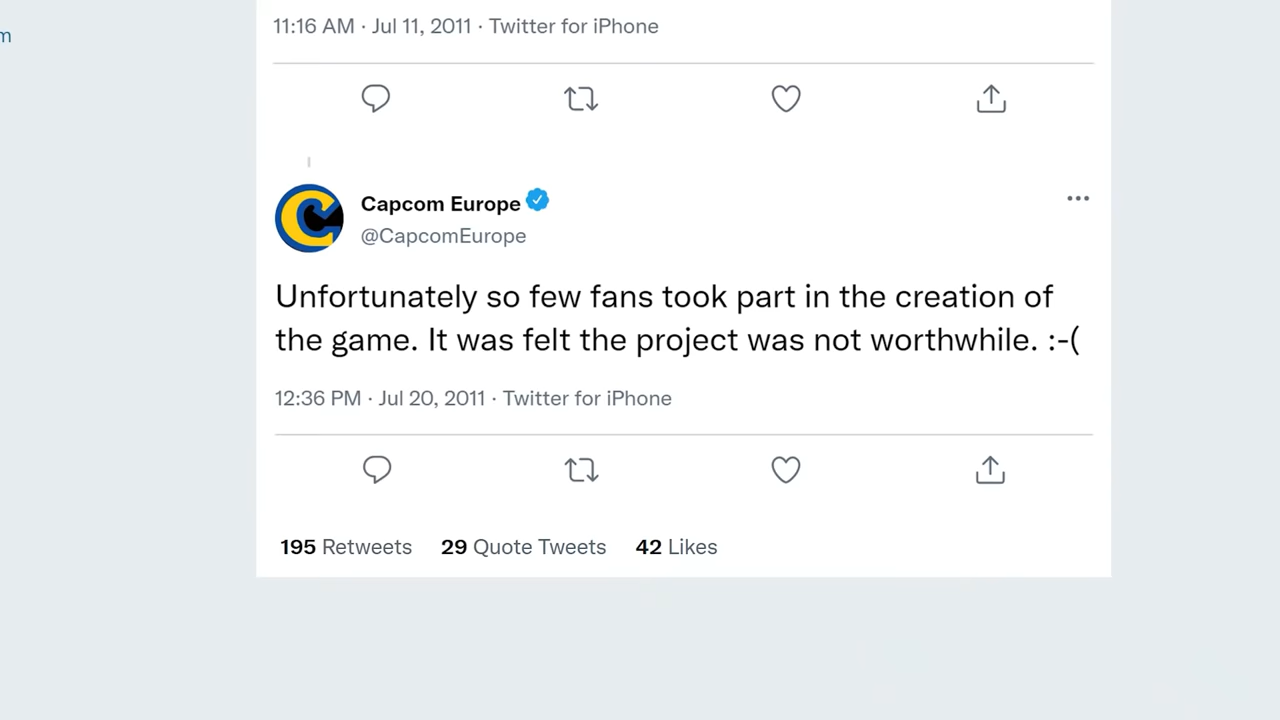 m
11:16 AM · Jul 11, 2011 · Twitter for iPhone
Capcom Europe
@CapcomEurope
Unfortunately so few fans took part in the creation of
the game. It was felt the project was not worthwhile. :-(
12:36 PM · Jul 20, 2011 · Twitter for iPhone
195 Retweets 29 Quote Tweets 42 Likes